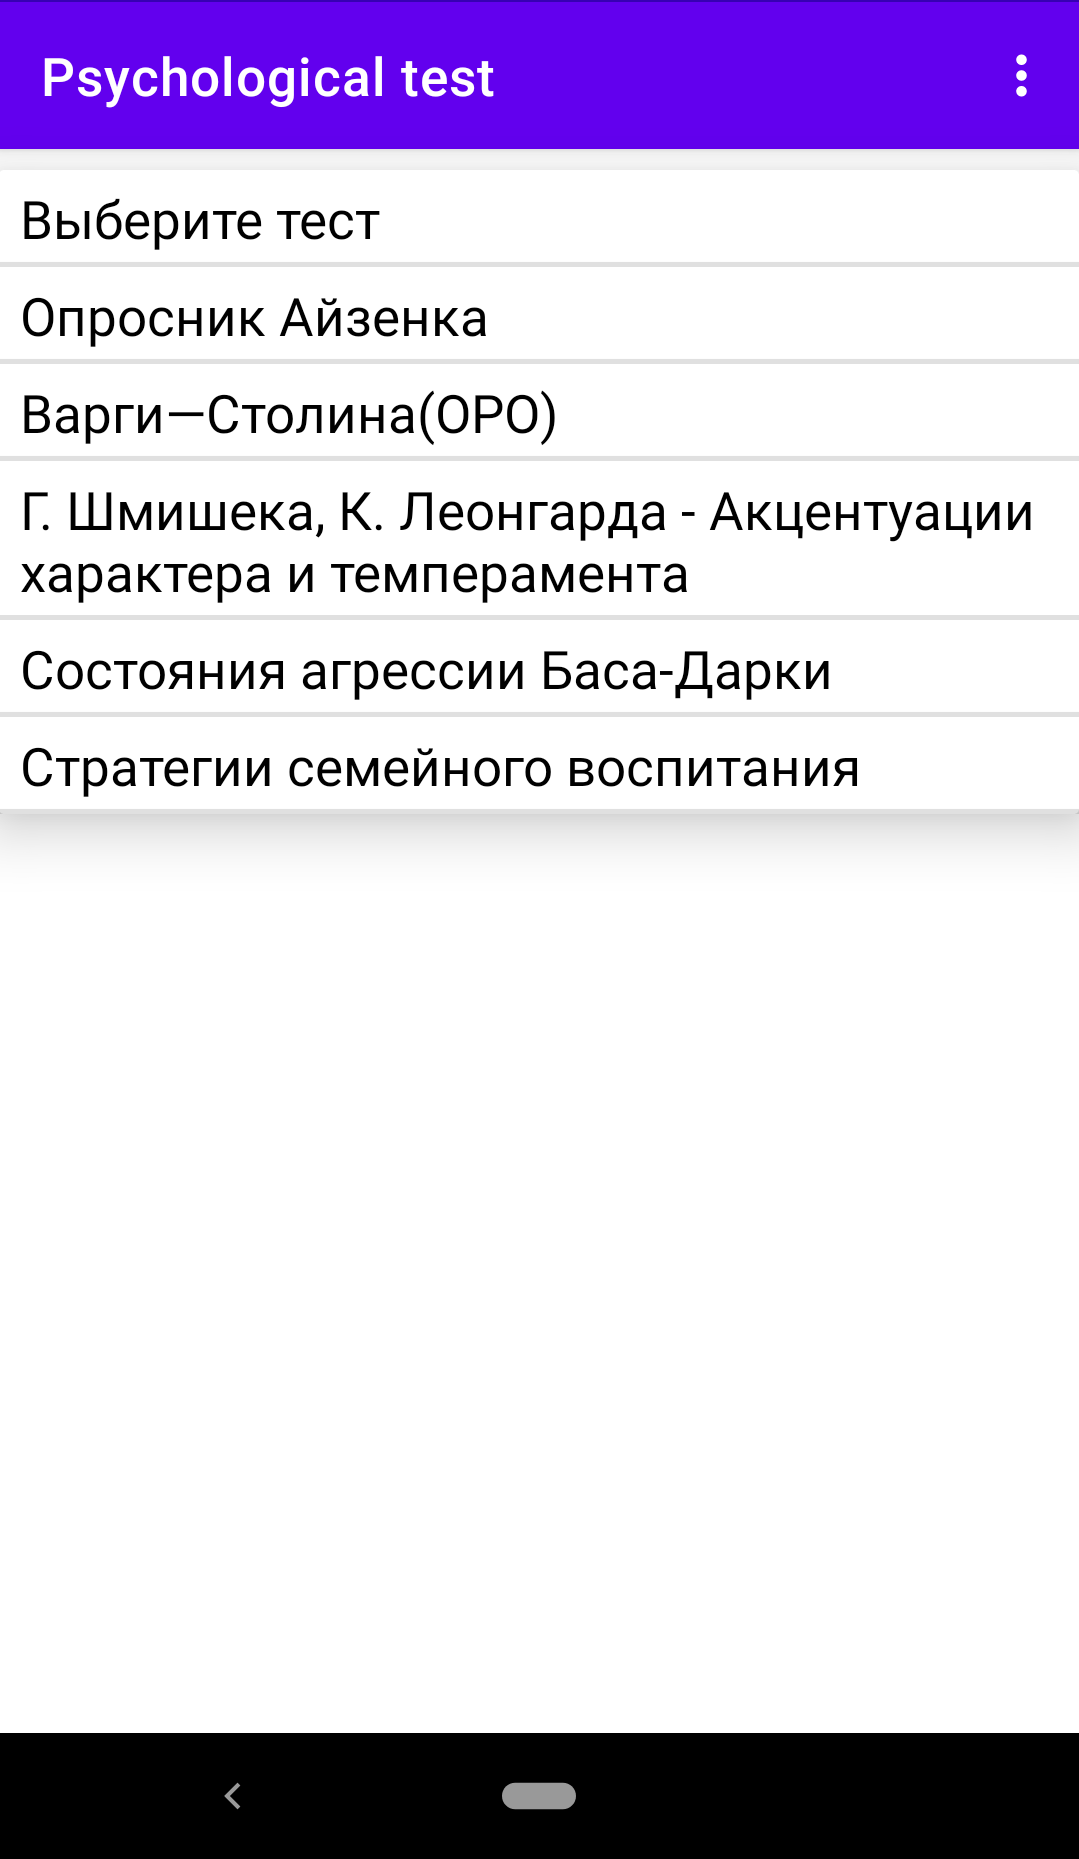 Psychological test
Выберите тест
Опросник Айзенка
Варги—Столина(ОРО)
Г. Шмишека, К. Леонгарда - Акцентуации
характера и темперамента
Состояния агрессии Баса-Дарки
Стратегии семейного воспитания